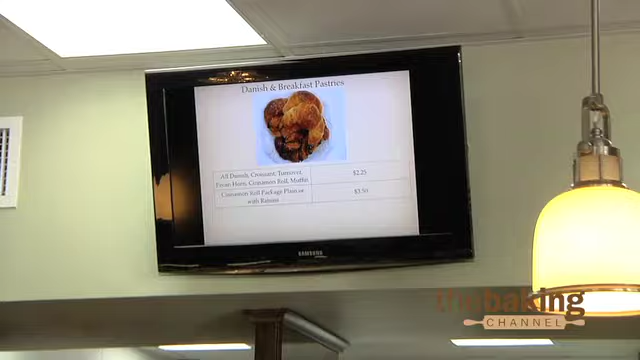 Danish & Breakfast Pastries
All Danish, Croissant, Turnover,
Pecan Horn, Cinnamon Roll, Muffin
$2.25
Cinnamon Roll Package Plain or
with Raisins
$3.50
SAMSUNG
baking
CHANNEL